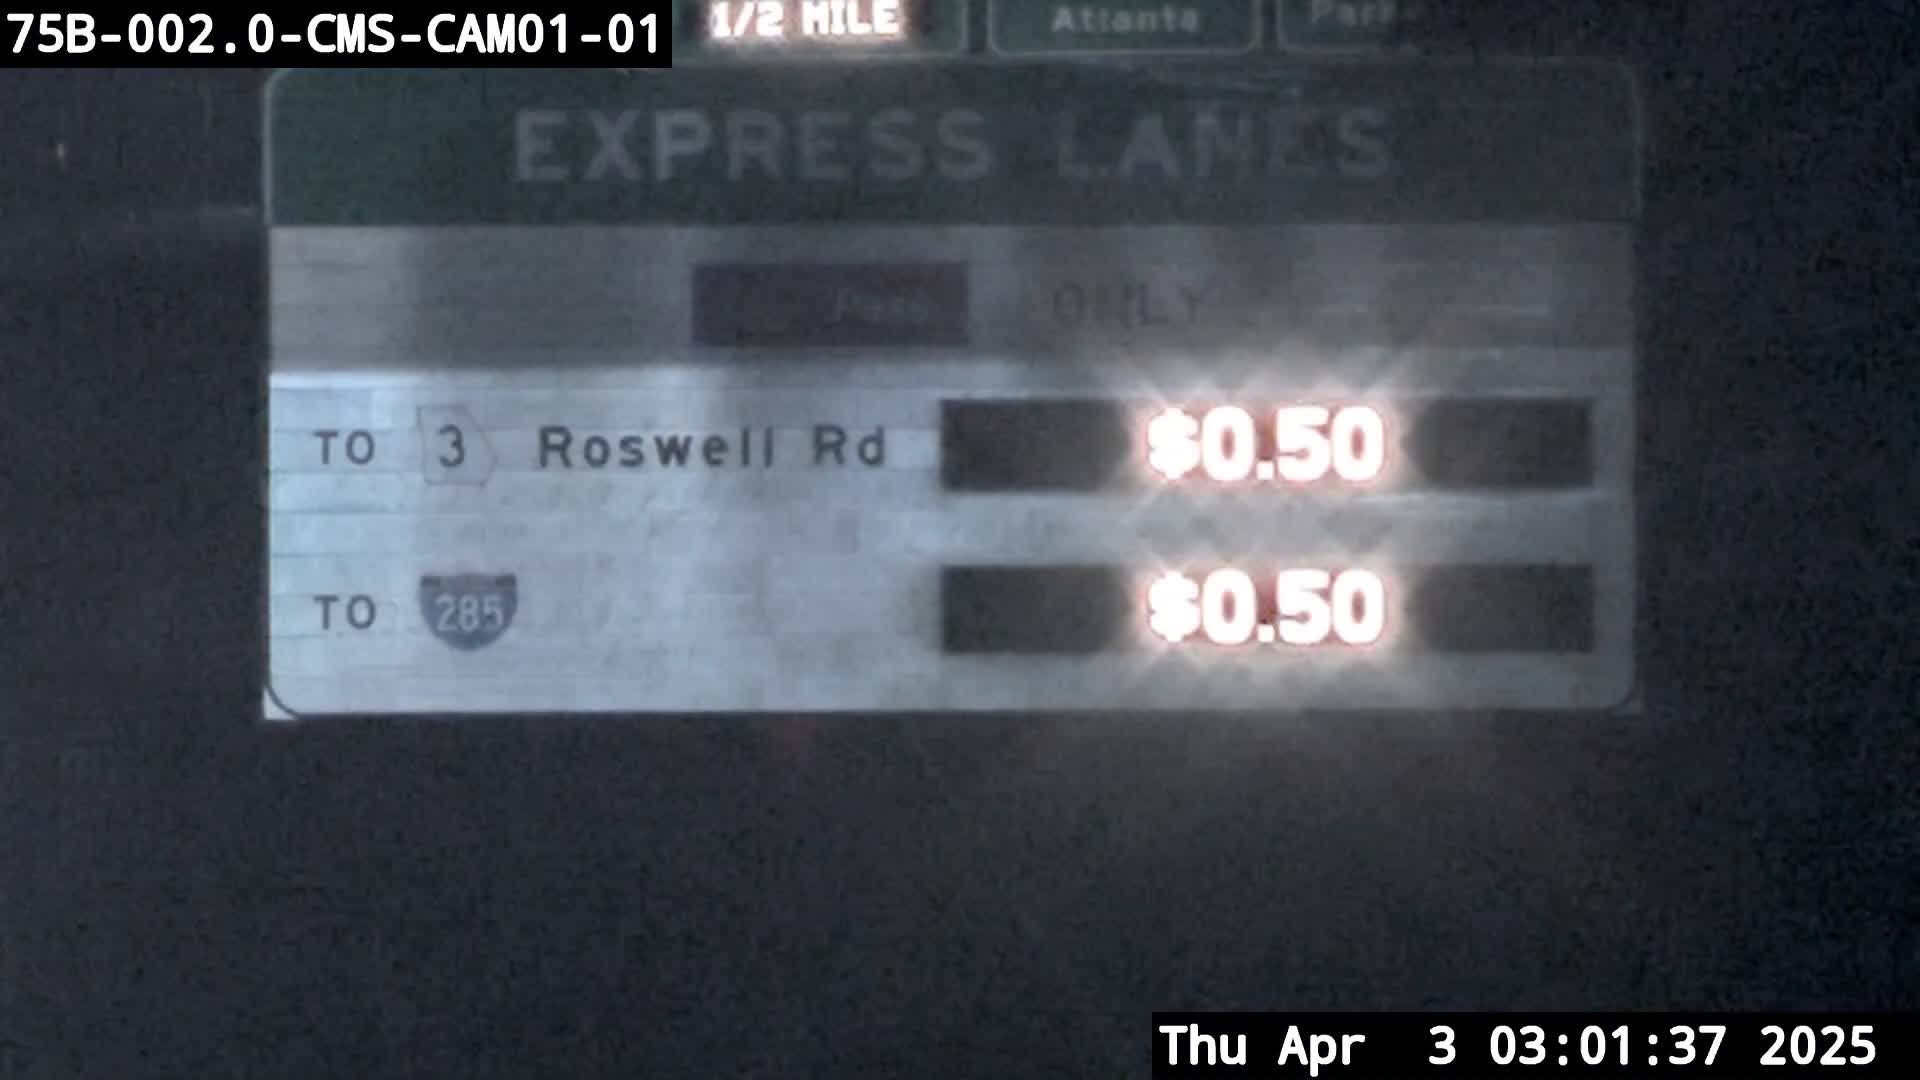 75B-002.0-CMS-CAM01-01
1/2 MILE
Atlanta
EXPRESS LANES
ONLY
TO 3 Roswell Rd $0.50
TO 285 $0.50
Thu Apr 3 03:01:37 2025